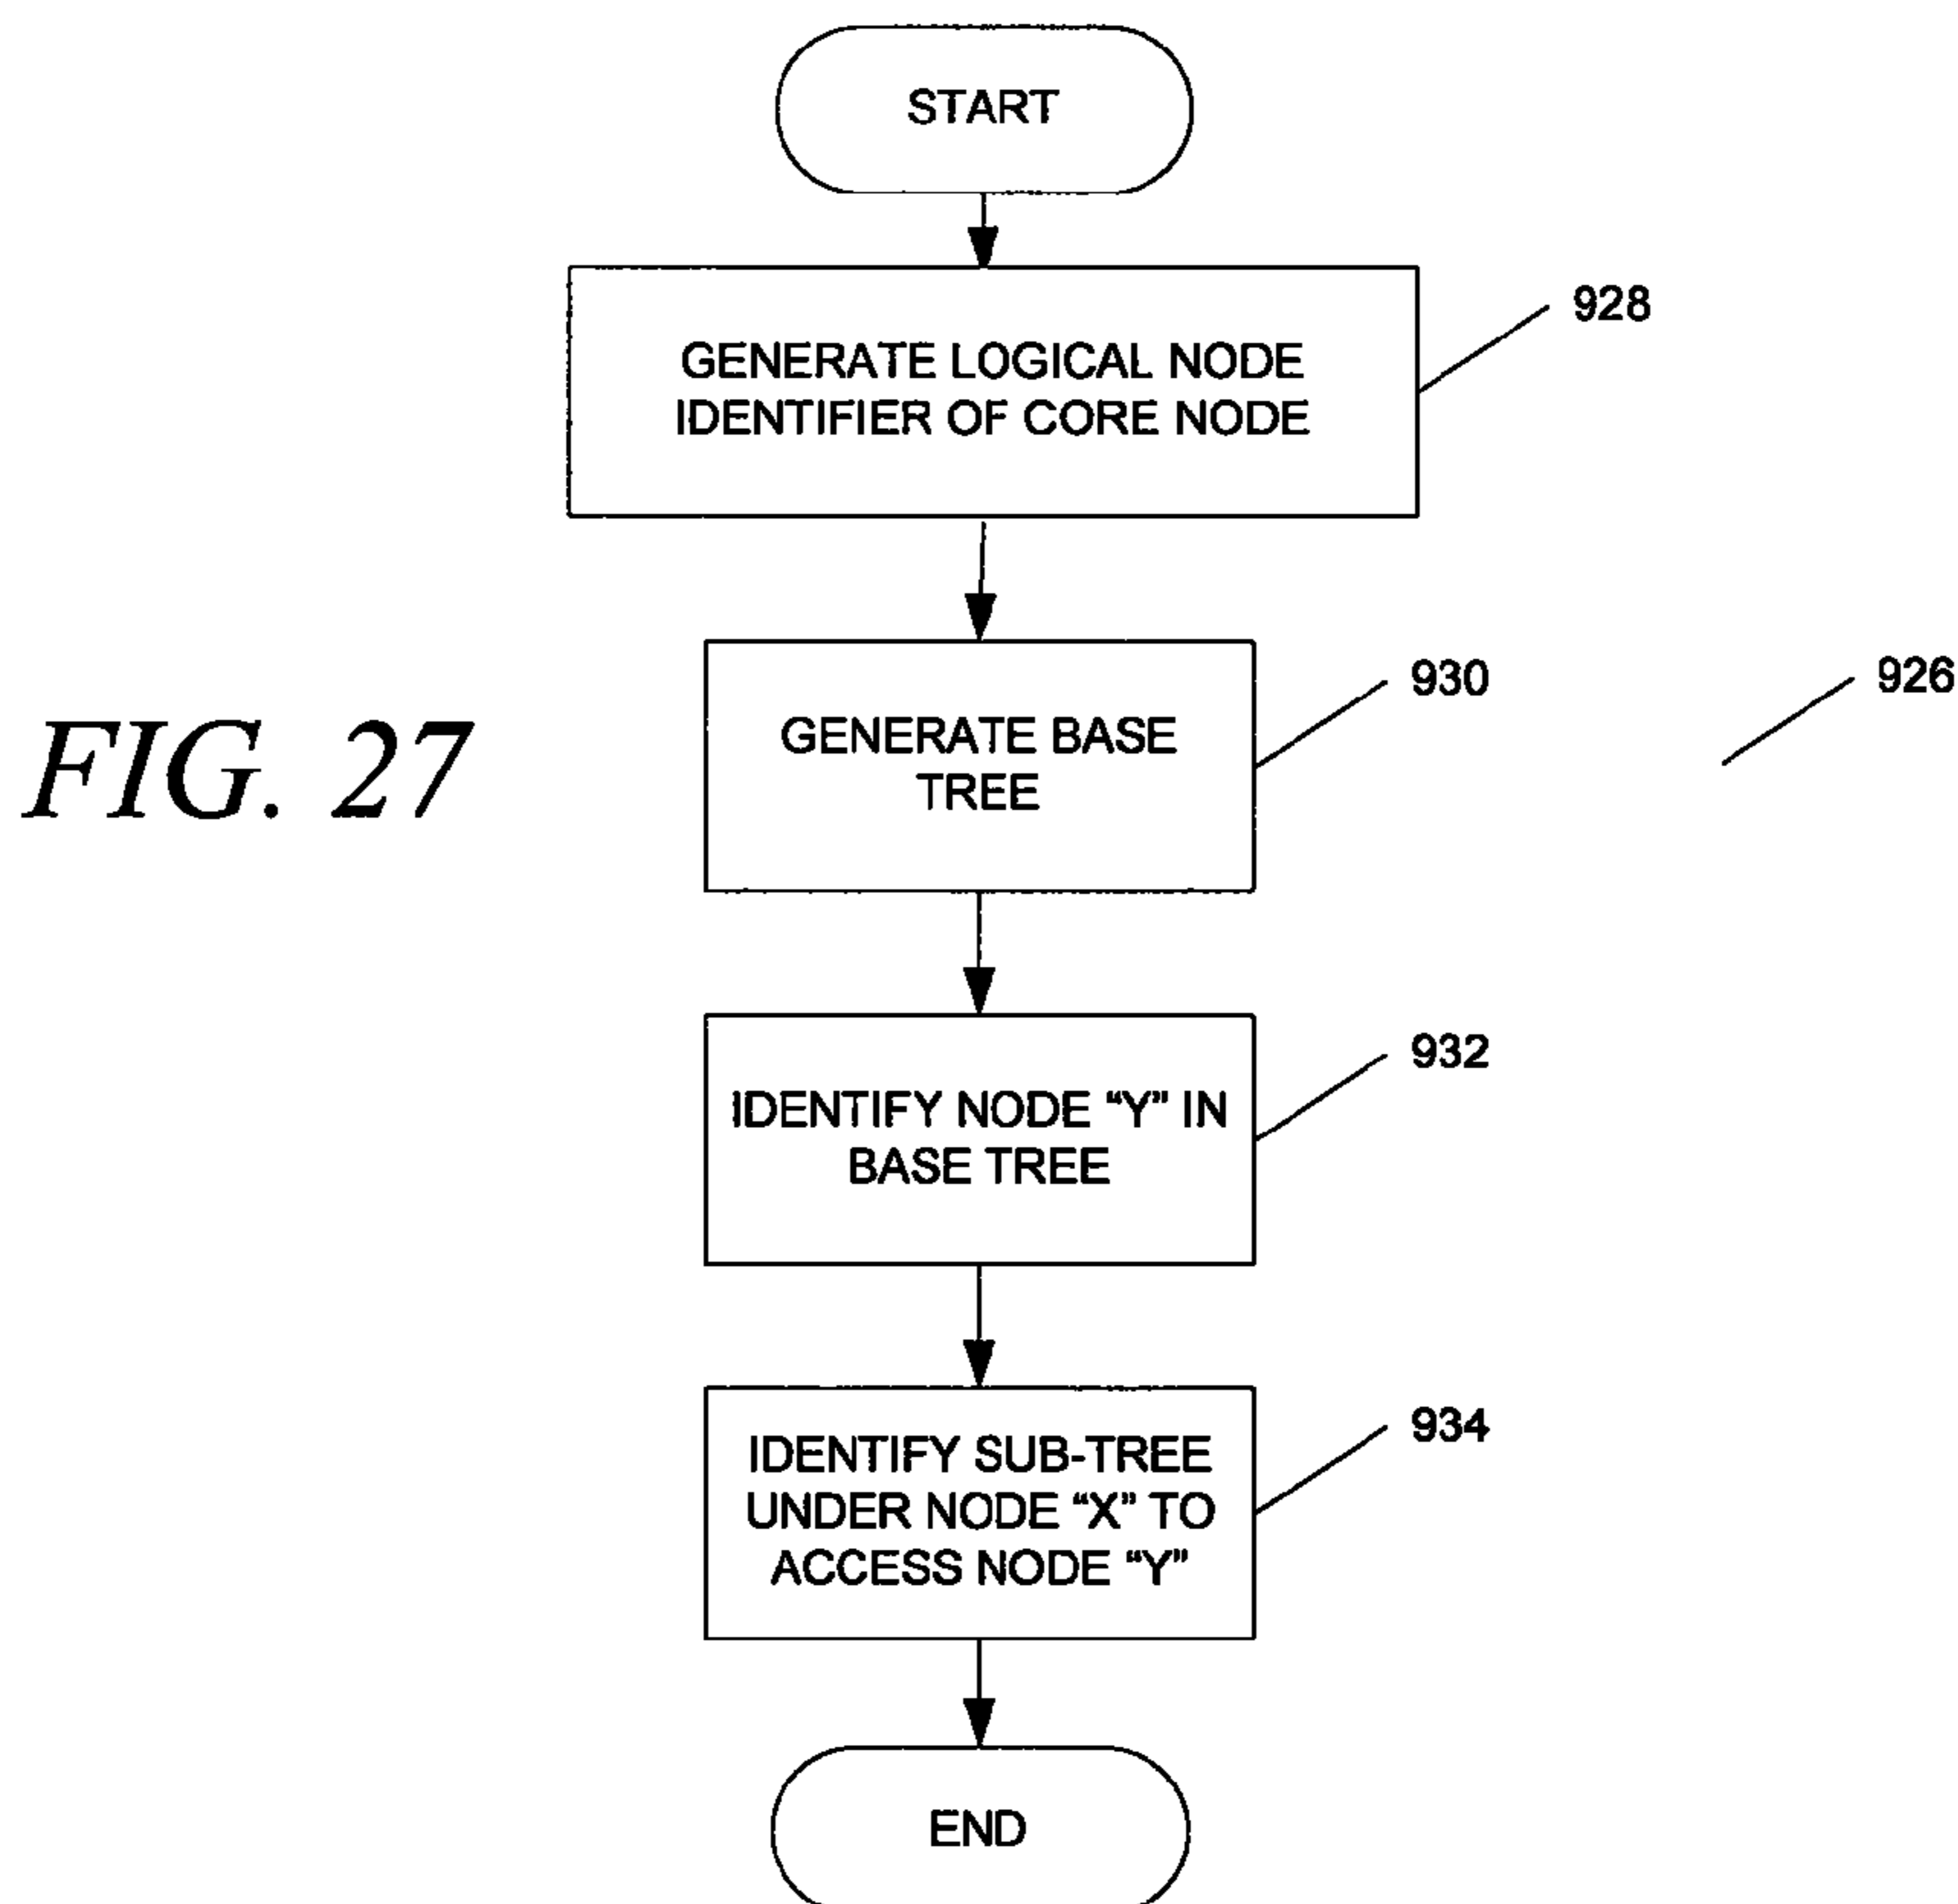 START
GENERATE LOGICAL NODE
IDENTIFIER OF CORE NODE
928
GENERATE BASE
TREE
930
926
FIG. 27
IDENTIFY NODE “Y” IN
BASE TREE
932
IDENTIFY SUB-TREE
UNDER NODE “X” TO
ACCESS NODE “Y”
934
END